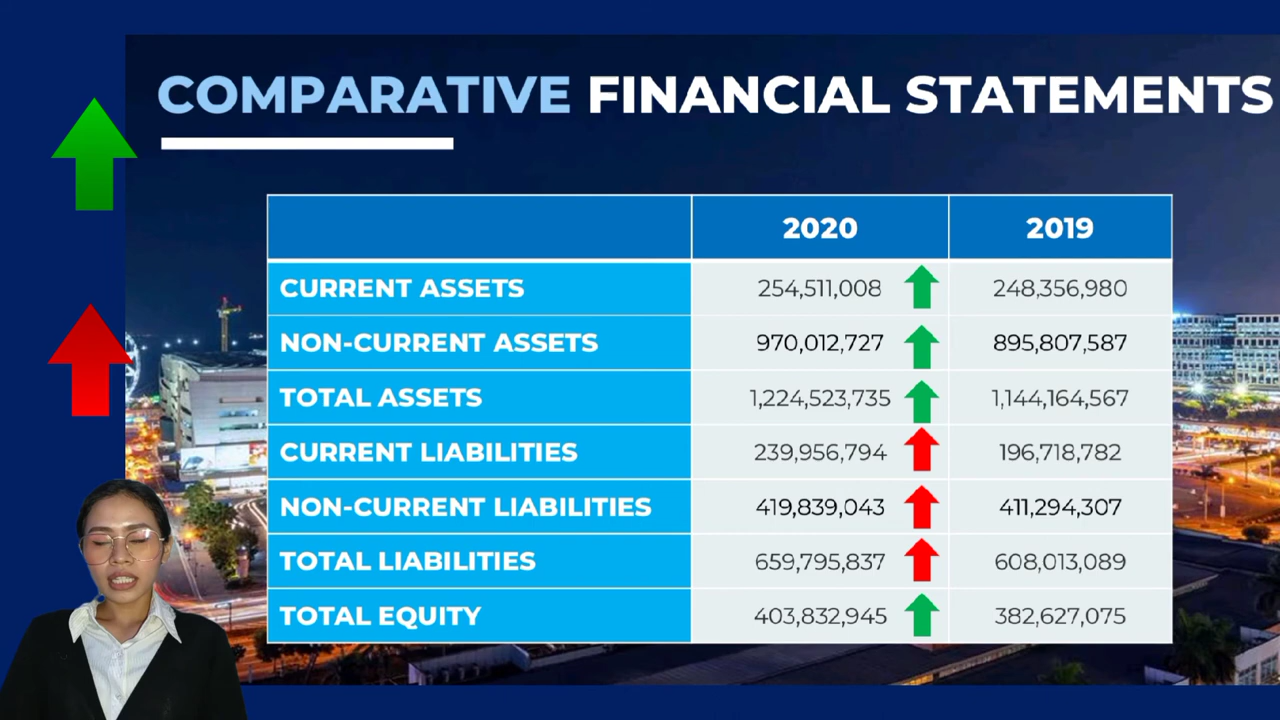 COMPARATIVE FINANCIAL STATEMENTS
2020 2019
CURRENT ASSETS 254,511,008 248,356,980
NON-CURRENT ASSETS 970,012,727 895,807,587
TOTAL ASSETS 1,224,523,735 1,144,164,567
CURRENT LIABILITIES 239,956,794 196,718,782
NON-CURRENT LIABILITIES 419,839,043 411,294,307
TOTAL LIABILITIES 659,795,837 608,013,089
TOTAL EQUITY 403,832,945 382,627,075